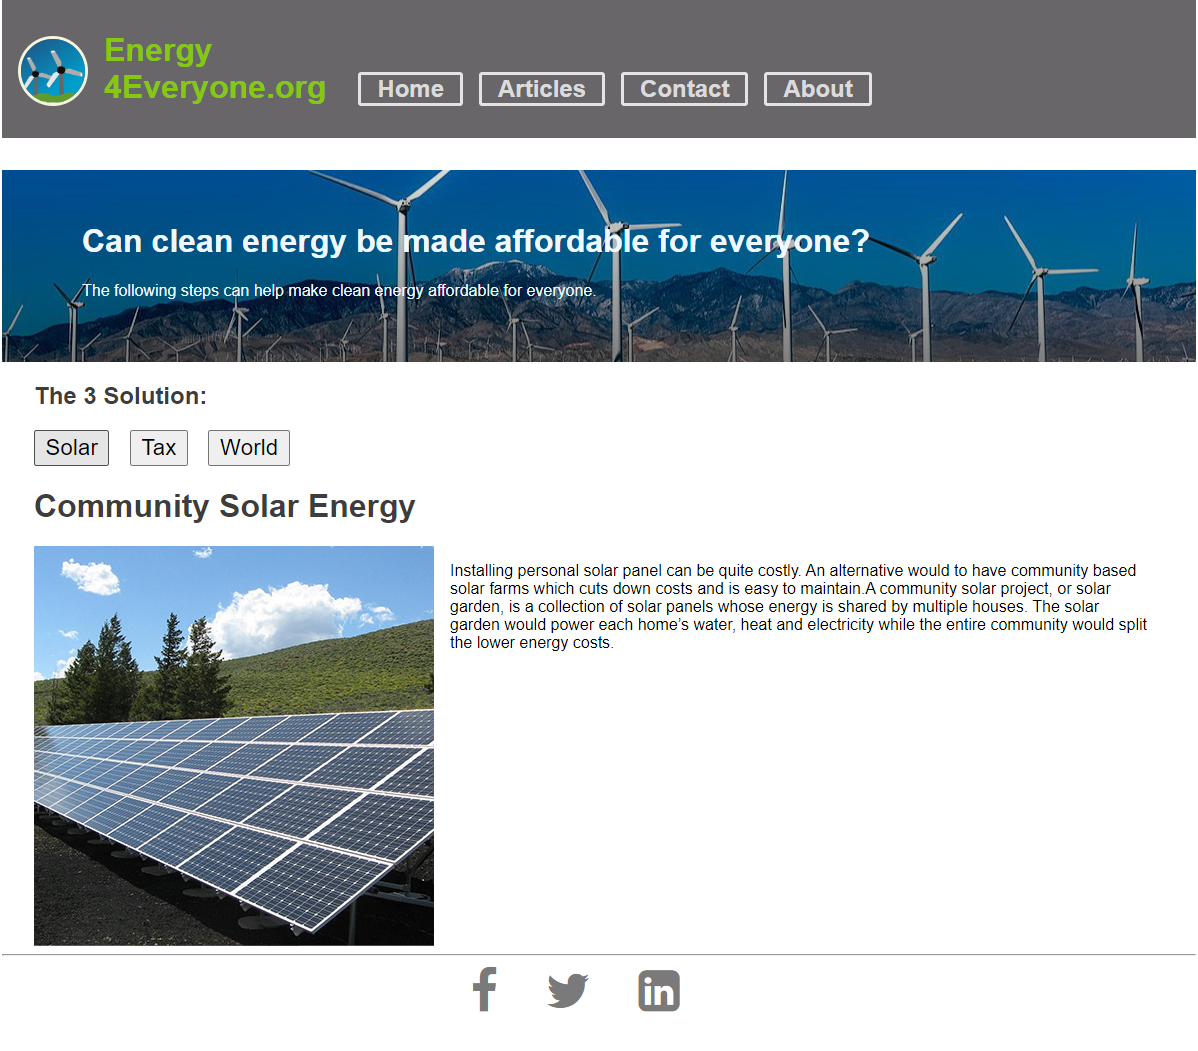 Energy
4Everyone.org
Home Articles Contact About
Can clean energy be made affordable for everyone?
The following steps can help make clean energy affordable for everyone.
The 3 Solution:
Solar Tax World
Community Solar Energy
Installing personal solar panel can be quite costly. An alternative would to have community based
solar farms which cuts down costs and is easy to maintain.A community solar project, or solar
garden, is a collection of solar panels whose energy is shared by multiple houses. The solar
garden would power each home’s water, heat and electricity while the entire community would split
the lower energy costs.